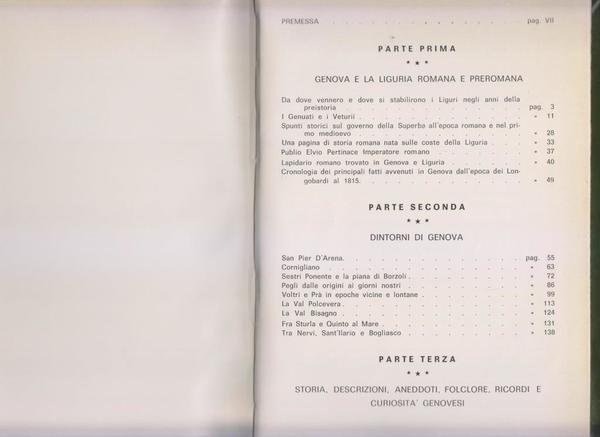 PREMESSA . . . . . . . . . . . pag. VII
PARTE PRIMA
* ★ *
GENOVA E LA LIGURIA ROMANA E PREROMANA
Da dove vennero e dove si stabilirono i Liguri negli anni della
preistoria . . . . . . . . . . . pag. 3
I Genuati e i Veturii . . . . . . . . . . » 11
Spunti storici sul governo della Superba all'epoca romana e nel pri-
mo medioevo . . . . . . . . . . » 28
Una pagina di storia romana nata sulle coste della Liguria . . . » 33
Publio Elvio Pertinace Imperatore romano . . . . . . » 37
Lapidario romano trovato in Genova e Liguria . . . . . » 40
Cronologia dei principali fatti avvenuti in Genova dall'epoca dei Lon-
gobardi al 1815. . . . . . . . . . » 49
PARTE SECONDA
* ★ *
DINTORNI DI GENOVA
San Pier D'Arena. . . . . . . . . . . pag. 55
Cornigliano . . . . . . . . . . . » 63
Sestri Ponente e la piana di Borzoli . . . . . . . » 72
Pegli dalle origini ai giorni nostri . . . . . . . » 86
Voltri e Prà in epoche vicine e lontane . . . . . . » 99
La Val Polcevera . . . . . . . . . . » 113
La Val Bisagno . . . . . . . . . . » 124
Fra Sturla e Quinto al Mare . . . . . . . . » 131
Tra Nervi, Sant'Ilario e Bogliasco . . . . . . . » 138
PARTE TERZA
* ★ *
STORIA, DESCRIZIONI, ANEDDOTI, FOLCLORE, RICORDI E
CURIOSITA' GENOVESI